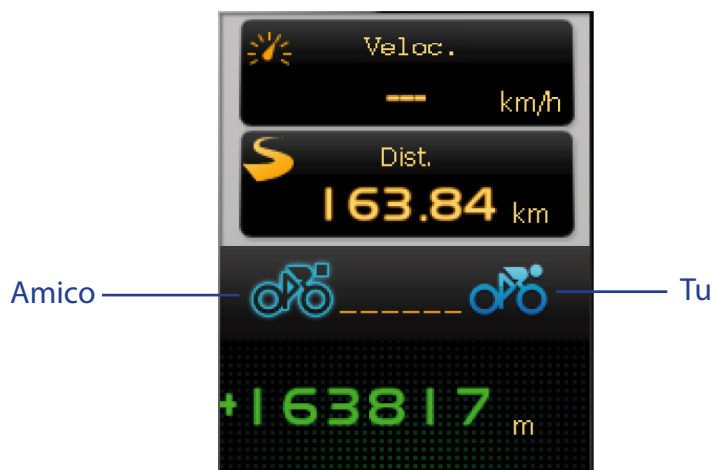 Veloc.
--- km/h
Dist.
163.84 km
Amico
Tu
+163817 m